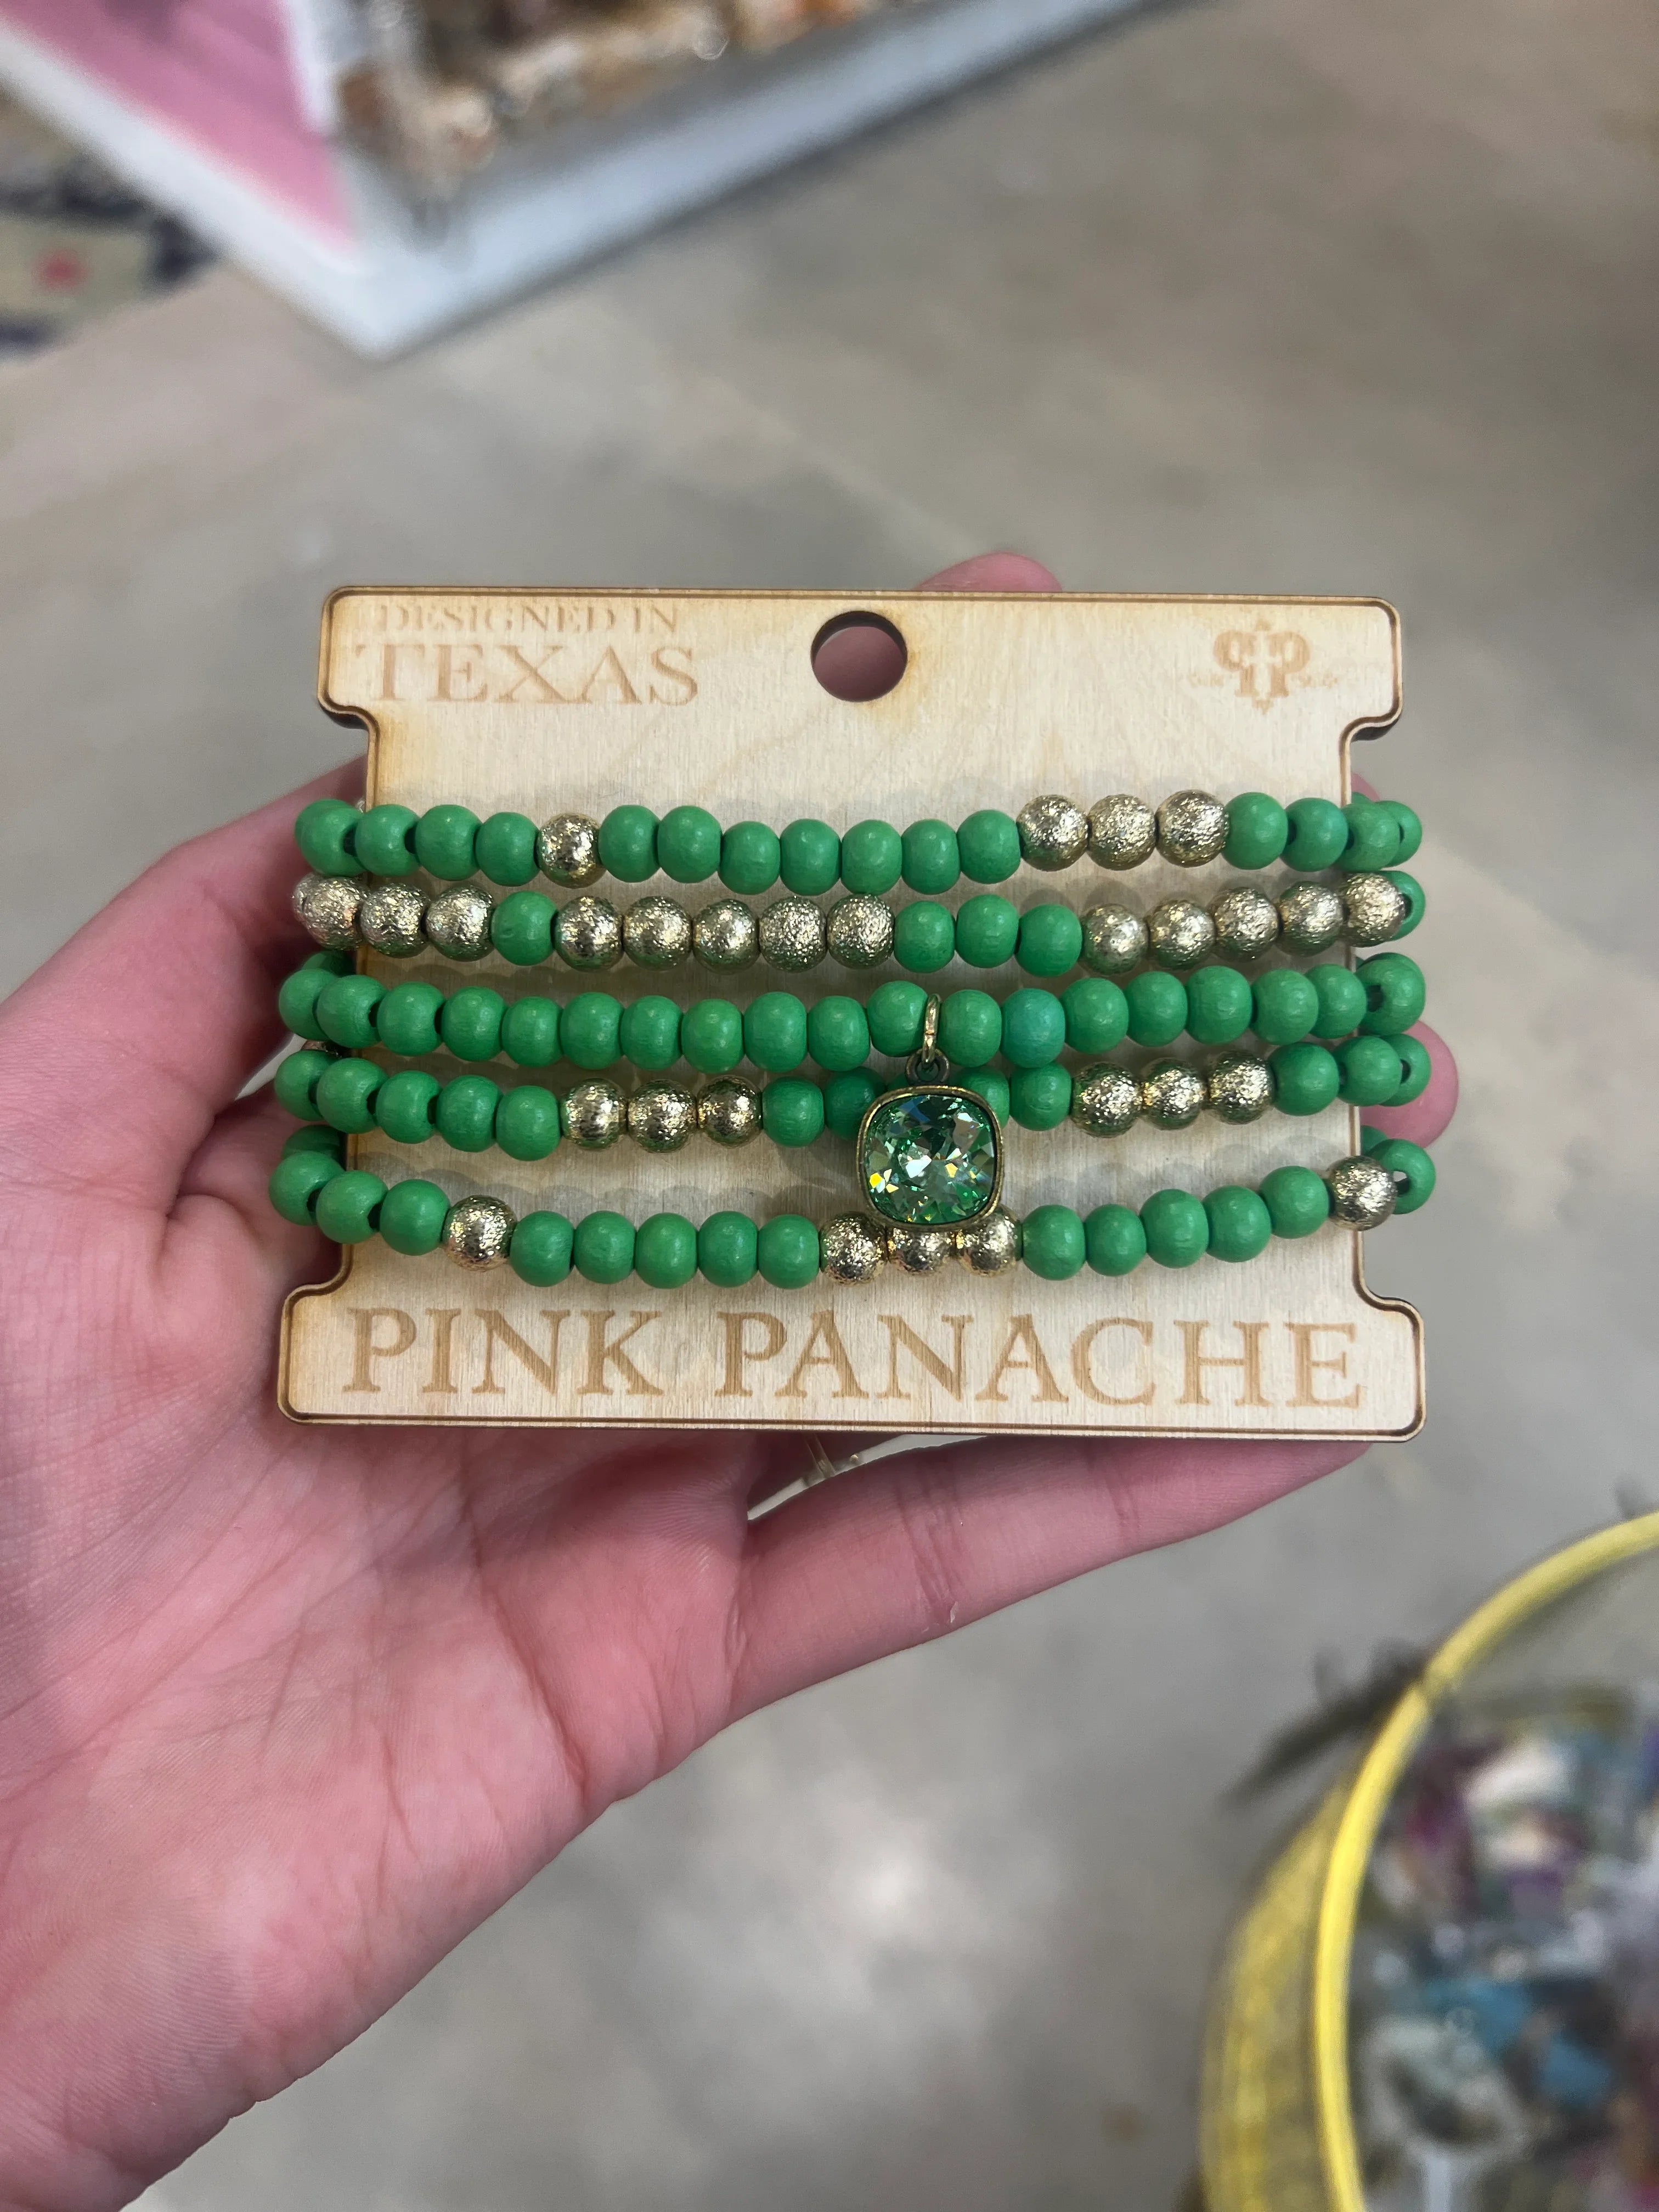 DESIGNED IN
TEXAS
PINK PANACHE